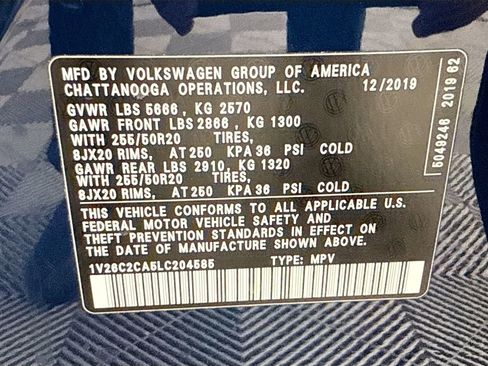 MFD BY VOLKSWAGEN GROUP OF AMERICA
CHATTANOOGA OPERATIONS, LLC. 12/2019
GVWR LBS 5666 , KG 2570
GAWR FRONT LBS 2866 , KG 1300
WITH 255/50R20 TIRES,
8JX20 RIMS, AT 250 KPA 36 PSI COLD
GAWR REAR LBS 2910, KG 1320
WITH 255/50R20 TIRES,
8JX20 RIMS, AT 250 KPA 36 PSI COLD
THIS VEHICLE CONFORMS TO ALL APPLICABLE U.S.
FEDERAL MOTOR VEHICLE SAFETY AND
THEFT PREVENTION STANDARDS IN EFFECT ON THE
DATE OF MANUFACTURE SHOWN ABOVE.
1V26C2CA5LC204585 TYPE: MPV
6049246 2019 62